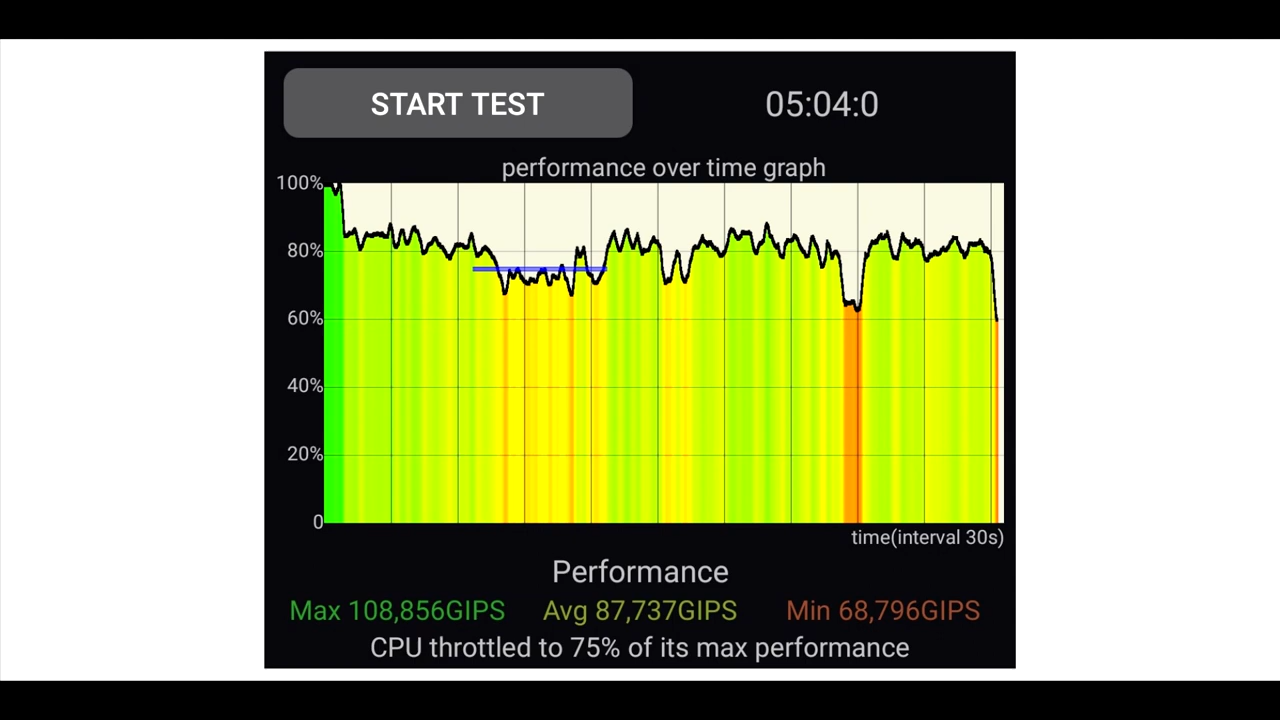 START TEST
05:04:0
performance over time graph
100%
80%
60%
40%
20%
0
time(interval 30s)
Performance
Max 108,856GIPS Avg 87,737GIPS Min 68,796GIPS
CPU throttled to 75% of its max performance